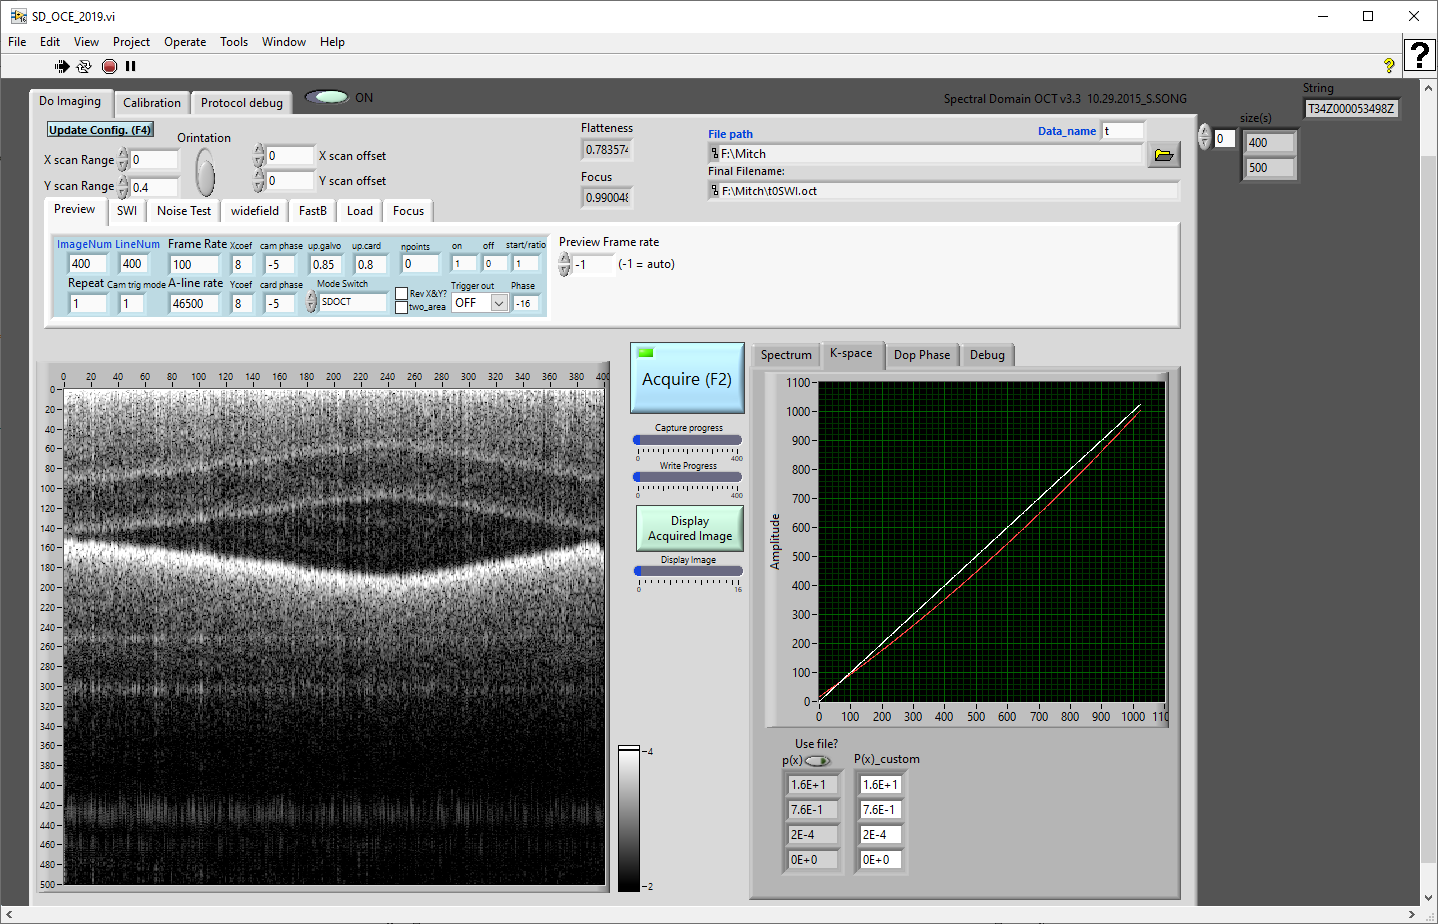 SD_OCE_2019.vi
File Edit View Project Operate Tools Window Help
?
Do Imaging Calibration Protocol debug ON
Spectral Domain OCT v3.3 10.29.2015_S.SONG
String
T34Z000053498Z
size(s)
0 400
500
Update Config. (F4)
Orintation
X scan Range 0
Y scan Range 0.4
0 X scan offset
0 Y scan offset
Flatteness
0.783574
Focus
0.990048
File path
Data_name t
F:\Mitch
Final Filename:
F:\Mitch\t0SWI.oct
Preview SWI Noise Test widefield FastB Load Focus
ImageNum LineNum Frame Rate Xcoef cam phase up.galvo up.card npoints on off start/ratio
400 400 100 8 -5 0.85 0.8 0 1 0 1
Repeat Cam trig mode A-line rate Ycoef card phase Mode Switch Rev X&Y? Trigger out Phase
1 1 46500 8 -5 SDOCT two_area OFF -16
Preview Frame rate
-1 (-1 = auto)
0 20 40 60 80 100 120 140 160 180 200 220 240 260 280 300 320 340 360 380 400
0
20
40
60
80
100
120
140
160
180
200
220
240
260
280
300
320
340
360
380
400
420
440
460
480
500
4
2
Acquire (F2)
Capture progress
0 400
Write Progress
0 400
Display
Acquired Image
Display Image
0 16
Spectrum K-space Dop Phase Debug
Amplitude
1100
1000
900
800
700
600
500
400
300
200
100
0
0 100 200 300 400 500 600 700 800 900 1000 110
Use file?
p(x) P(x)_custom
1.6E+1 1.6E+1
7.6E-1 7.6E-1
2E-4 2E-4
0E+0 0E+0